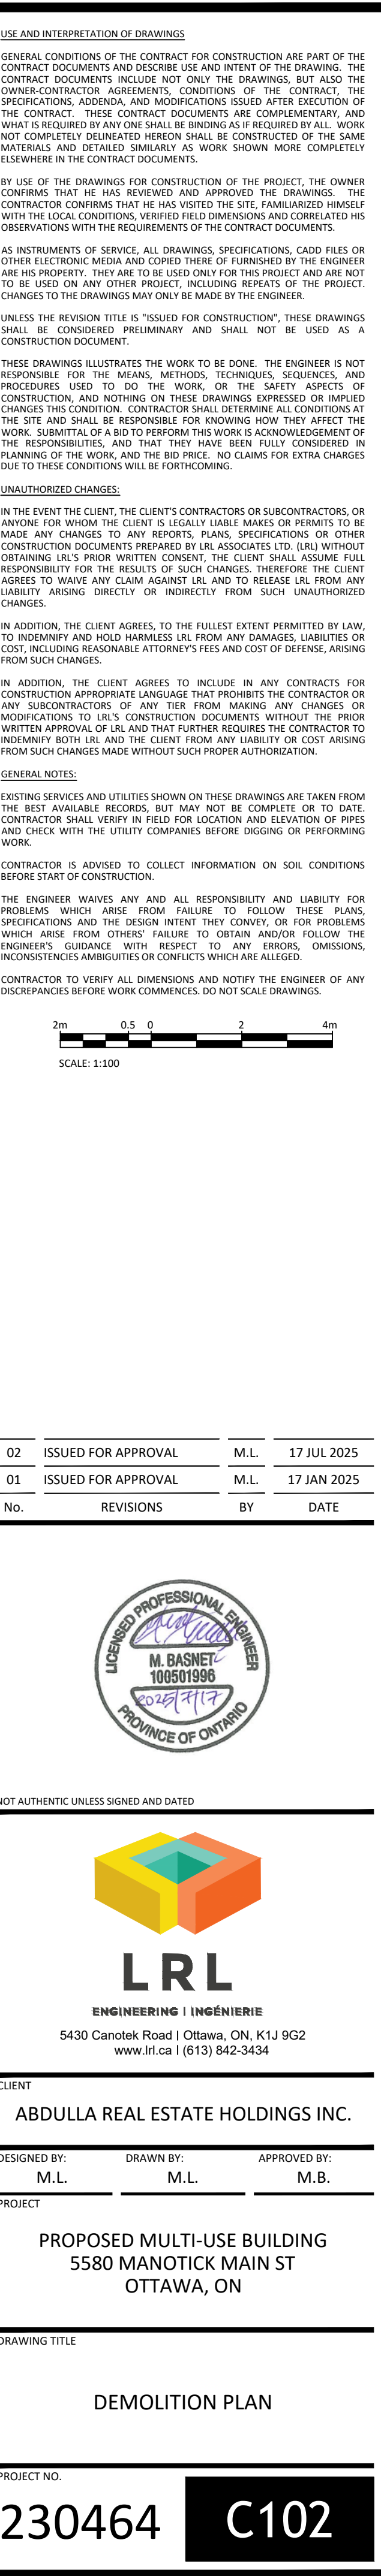 USE AND INTERPRETATION OF DRAWINGS
GENERAL CONDITIONS OF THE CONTRACT FOR CONSTRUCTION ARE PART OF THE
CONTRACT DOCUMENTS AND DESCRIBE USE AND INTENT OF THE DRAWING. THE
CONTRACT DOCUMENTS INCLUDE NOT ONLY THE DRAWINGS, BUT ALSO THE
OWNER-CONTRACTOR AGREEMENTS, CONDITIONS OF THE CONTRACT, THE
SPECIFICATIONS, ADDENDA, AND MODIFICATIONS ISSUED AFTER EXECUTION OF
THE CONTRACT. THESE CONTRACT DOCUMENTS ARE COMPLEMENTARY, AND
WHAT IS REQUIRED BY ANY ONE SHALL BE BINDING AS IF REQUIRED BY ALL. WORK
NOT COMPLETELY DELINEATED HEREON SHALL BE CONSTRUCTED OF THE SAME
MATERIALS AND DETAILED SIMILARLY AS WORK SHOWN MORE COMPLETELY
ELSEWHERE IN THE CONTRACT DOCUMENTS.
BY USE OF THE DRAWINGS FOR CONSTRUCTION OF THE PROJECT, THE OWNER
CONFIRMS THAT HE HAS REVIEWED AND APPROVED THE DRAWINGS. THE
CONTRACTOR CONFIRMS THAT HE HAS VISITED THE SITE, FAMILIARIZED HIMSELF
WITH THE LOCAL CONDITIONS, VERIFIED FIELD DIMENSIONS AND CORRELATED HIS
OBSERVATIONS WITH THE REQUIREMENTS OF THE CONTRACT DOCUMENTS.
AS INSTRUMENTS OF SERVICE, ALL DRAWINGS, SPECIFICATIONS, CADD FILES OR
OTHER ELECTRONIC MEDIA AND COPIED THERE OF FURNISHED BY THE ENGINEER
ARE HIS PROPERTY. THEY ARE TO BE USED ONLY FOR THIS PROJECT AND ARE NOT
TO BE USED ON ANY OTHER PROJECT, INCLUDING REPEATS OF THE PROJECT.
CHANGES TO THE DRAWINGS MAY ONLY BE MADE BY THE ENGINEER.
UNLESS THE REVISION TITLE IS "ISSUED FOR CONSTRUCTION", THESE DRAWINGS
SHALL BE CONSIDERED PRELIMINARY AND SHALL NOT BE USED AS A
CONSTRUCTION DOCUMENT.
THESE DRAWINGS ILLUSTRATES THE WORK TO BE DONE. THE ENGINEER IS NOT
RESPONSIBLE FOR THE MEANS, METHODS, TECHNIQUES, SEQUENCES, AND
PROCEDURES USED TO DO THE WORK, OR THE SAFETY ASPECTS OF
CONSTRUCTION, AND NOTHING ON THESE DRAWINGS EXPRESSED OR IMPLIED
CHANGES THIS CONDITION. CONTRACTOR SHALL DETERMINE ALL CONDITIONS AT
THE SITE AND SHALL BE RESPONSIBLE FOR KNOWING HOW THEY AFFECT THE
WORK. SUBMITTAL OF A BID TO PERFORM THIS WORK IS ACKNOWLEDGEMENT OF
THE RESPONSIBILITIES, AND THAT THEY HAVE BEEN FULLY CONSIDERED IN
PLANNING OF THE WORK, AND THE BID PRICE. NO CLAIMS FOR EXTRA CHARGES
DUE TO THESE CONDITIONS WILL BE FORTHCOMING.
UNAUTHORIZED CHANGES:
IN THE EVENT THE CLIENT, THE CLIENT'S CONTRACTORS OR SUBCONTRACTORS, OR
ANYONE FOR WHOM THE CLIENT IS LEGALLY LIABLE MAKES OR PERMITS TO BE
MADE ANY CHANGES TO ANY REPORTS, PLANS, SPECIFICATIONS OR OTHER
CONSTRUCTION DOCUMENTS PREPARED BY LRL ASSOCIATES LTD. (LRL) WITHOUT
OBTAINING LRL'S PRIOR WRITTEN CONSENT, THE CLIENT SHALL ASSUME FULL
RESPONSIBILITY FOR THE RESULTS OF SUCH CHANGES. THEREFORE THE CLIENT
AGREES TO WAIVE ANY CLAIM AGAINST LRL AND TO RELEASE LRL FROM ANY
LIABILITY ARISING DIRECTLY OR INDIRECTLY FROM SUCH UNAUTHORIZED
CHANGES.
IN ADDITION, THE CLIENT AGREES, TO THE FULLEST EXTENT PERMITTED BY LAW,
TO INDEMNIFY AND HOLD HARMLESS LRL FROM ANY DAMAGES, LIABILITIES OR
COST, INCLUDING REASONABLE ATTORNEY'S FEES AND COST OF DEFENSE, ARISING
FROM SUCH CHANGES.
IN ADDITION, THE CLIENT AGREES TO INCLUDE IN ANY CONTRACTS FOR
CONSTRUCTION APPROPRIATE LANGUAGE THAT PROHIBITS THE CONTRACTOR OR
ANY SUBCONTRACTORS OF ANY TIER FROM MAKING ANY CHANGES OR
MODIFICATIONS TO LRL'S CONSTRUCTION DOCUMENTS WITHOUT THE PRIOR
WRITTEN APPROVAL OF LRL AND THAT FURTHER REQUIRES THE CONTRACTOR TO
INDEMNIFY BOTH LRL AND THE CLIENT FROM ANY LIABILITY OR COST ARISING
FROM SUCH CHANGES MADE WITHOUT SUCH PROPER AUTHORIZATION.
GENERAL NOTES:
EXISTING SERVICES AND UTILITIES SHOWN ON THESE DRAWINGS ARE TAKEN FROM
THE BEST AVAILABLE RECORDS, BUT MAY NOT BE COMPLETE OR TO DATE.
CONTRACTOR SHALL VERIFY IN FIELD FOR LOCATION AND ELEVATION OF PIPES
AND CHECK WITH THE UTILITY COMPANIES BEFORE DIGGING OR PERFORMING
WORK.
CONTRACTOR IS ADVISED TO COLLECT INFORMATION ON SOIL CONDITIONS
BEFORE START OF CONSTRUCTION.
THE ENGINEER WAIVES ANY AND ALL RESPONSIBILITY AND LIABILITY FOR
PROBLEMS WHICH ARISE FROM FAILURE TO FOLLOW THESE PLANS,
SPECIFICATIONS AND THE DESIGN INTENT THEY CONVEY, OR FOR PROBLEMS
WHICH ARISE FROM OTHERS' FAILURE TO OBTAIN AND/OR FOLLOW THE
ENGINEER'S GUIDANCE WITH RESPECT TO ANY ERRORS, OMISSIONS,
INCONSISTENCIES AMBIGUITIES OR CONFLICTS WHICH ARE ALLEGED.
CONTRACTOR TO VERIFY ALL DIMENSIONS AND NOTIFY THE ENGINEER OF ANY
DISCREPANCIES BEFORE WORK COMMENCES. DO NOT SCALE DRAWINGS.
2m 0.5 0 2 4m
SCALE: 1:100
02 ISSUED FOR APPROVAL M.L. 17 JUL 2025
01 ISSUED FOR APPROVAL M.L. 17 JAN 2025
No. REVISIONS BY DATE
LICENSED PROFESSIONAL ENGINEER
M. BASNET
100501996
2025/7/17
PROVINCE OF ONTARIO
NOT AUTHENTIC UNLESS SIGNED AND DATED
LRL
ENGINEERING | INGÉNIERIE
5430 Canotek Road | Ottawa, ON, K1J 9G2
www.lrl.ca | (613) 842-3434
CLIENT
ABDULLA REAL ESTATE HOLDINGS INC.
DESIGNED BY: DRAWN BY: APPROVED BY:
M.L. M.L. M.B.
PROJECT
PROPOSED MULTI-USE BUILDING
5580 MANOTICK MAIN ST
OTTAWA, ON
DRAWING TITLE
DEMOLITION PLAN
PROJECT NO.
230464 C102